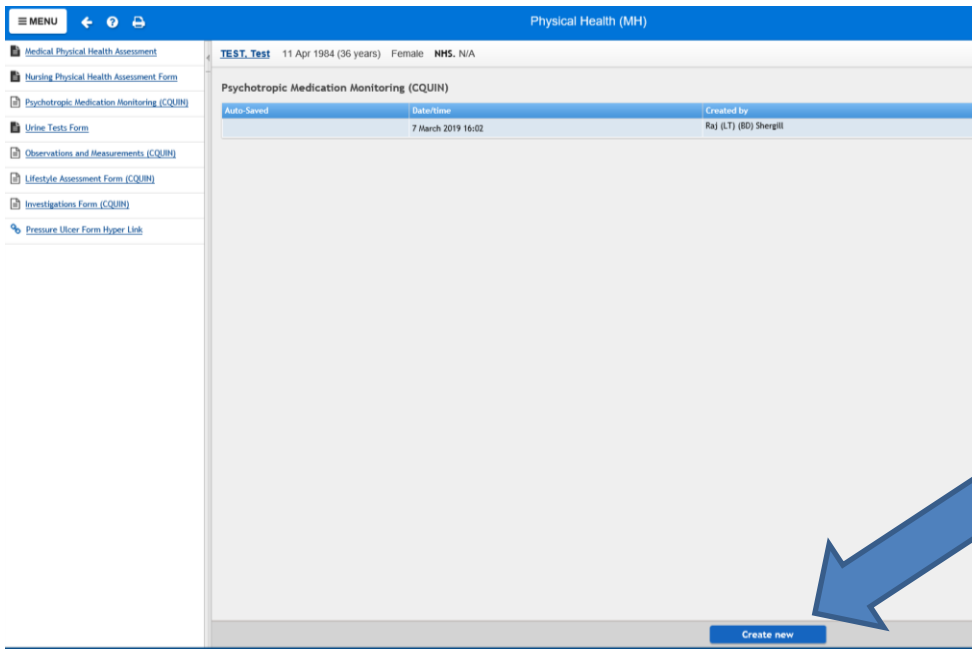 MENU
Physical Health (MH)
Medical Physical Health Assessment
Nursing Physical Health Assessment Form
Psychotropic Medication Monitoring (CQUIN)
Urine Tests Form
Observations and Measurements (CQUIN)
Lifestyle Assessment Form (CQUIN)
Investigations Form (CQUIN)
Pressure Ulcer Form Hyper Link
TEST, Test 11 Apr 1984 (36 years) Female NHS. N/A
Psychotropic Medication Monitoring (CQUIN)
Auto-Saved Date/time Created by
7 March 2019 16:02 Raj (LT) (BD) Shergill
Create new